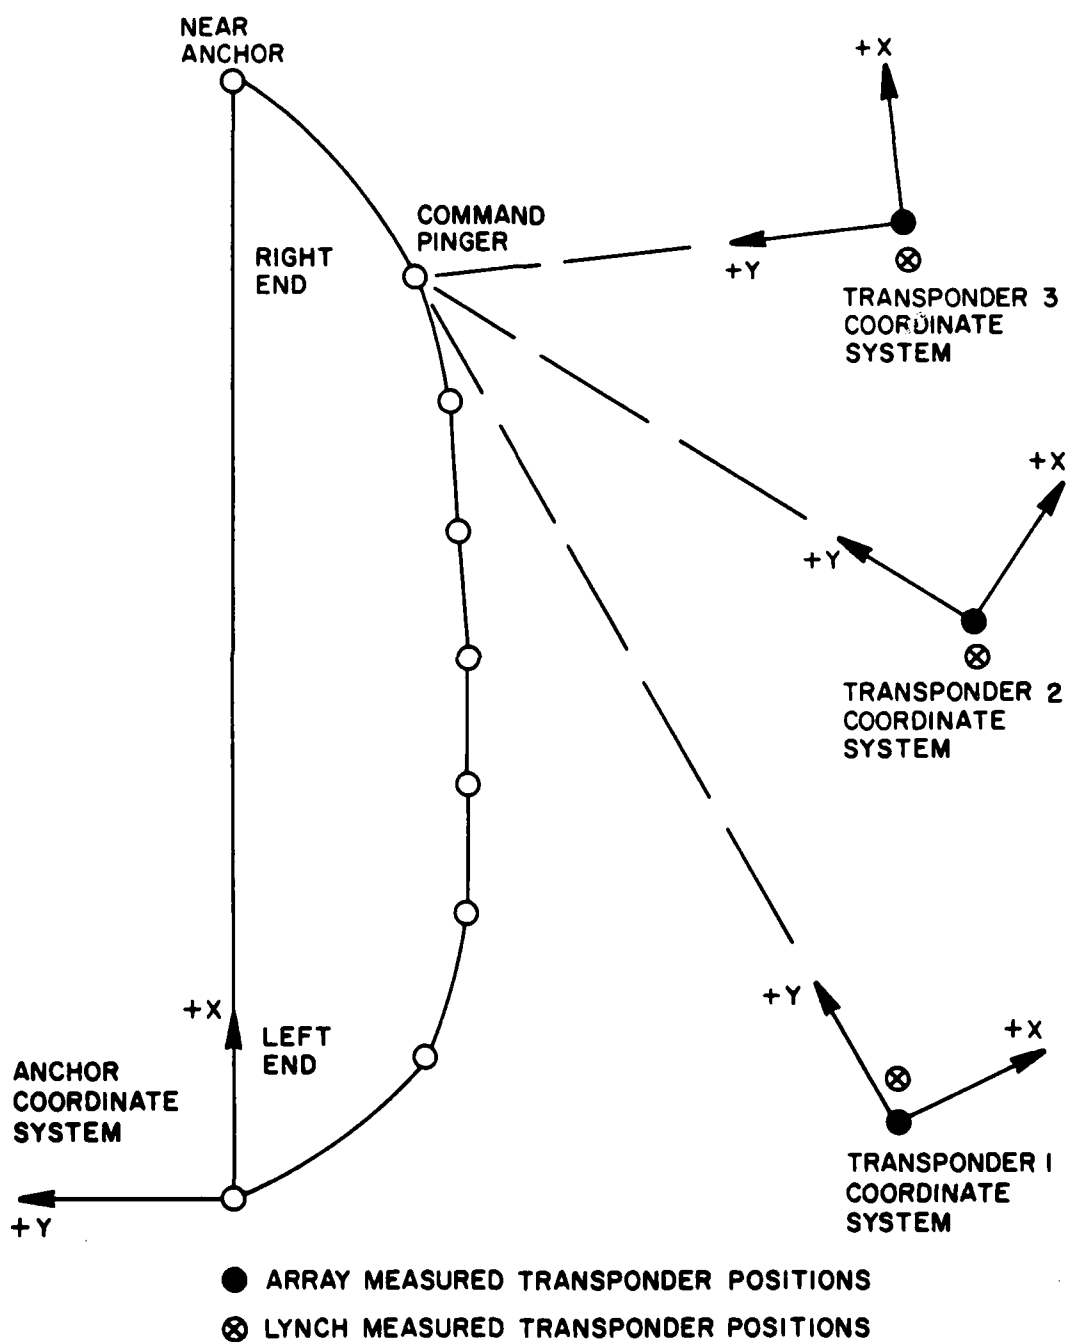 NEAR
ANCHOR
+X
COMMAND
PINGER
RIGHT
END
+Y
TRANSPONDER 3
COORDINATE
SYSTEM
+X
+Y
TRANSPONDER 2
COORDINATE
SYSTEM
+Y
+X
+X
LEFT
END
ANCHOR
COORDINATE
SYSTEM
+Y
TRANSPONDER 1
COORDINATE
SYSTEM
ARRAY MEASURED TRANSPONDER POSITIONS
LYNCH MEASURED TRANSPONDER POSITIONS